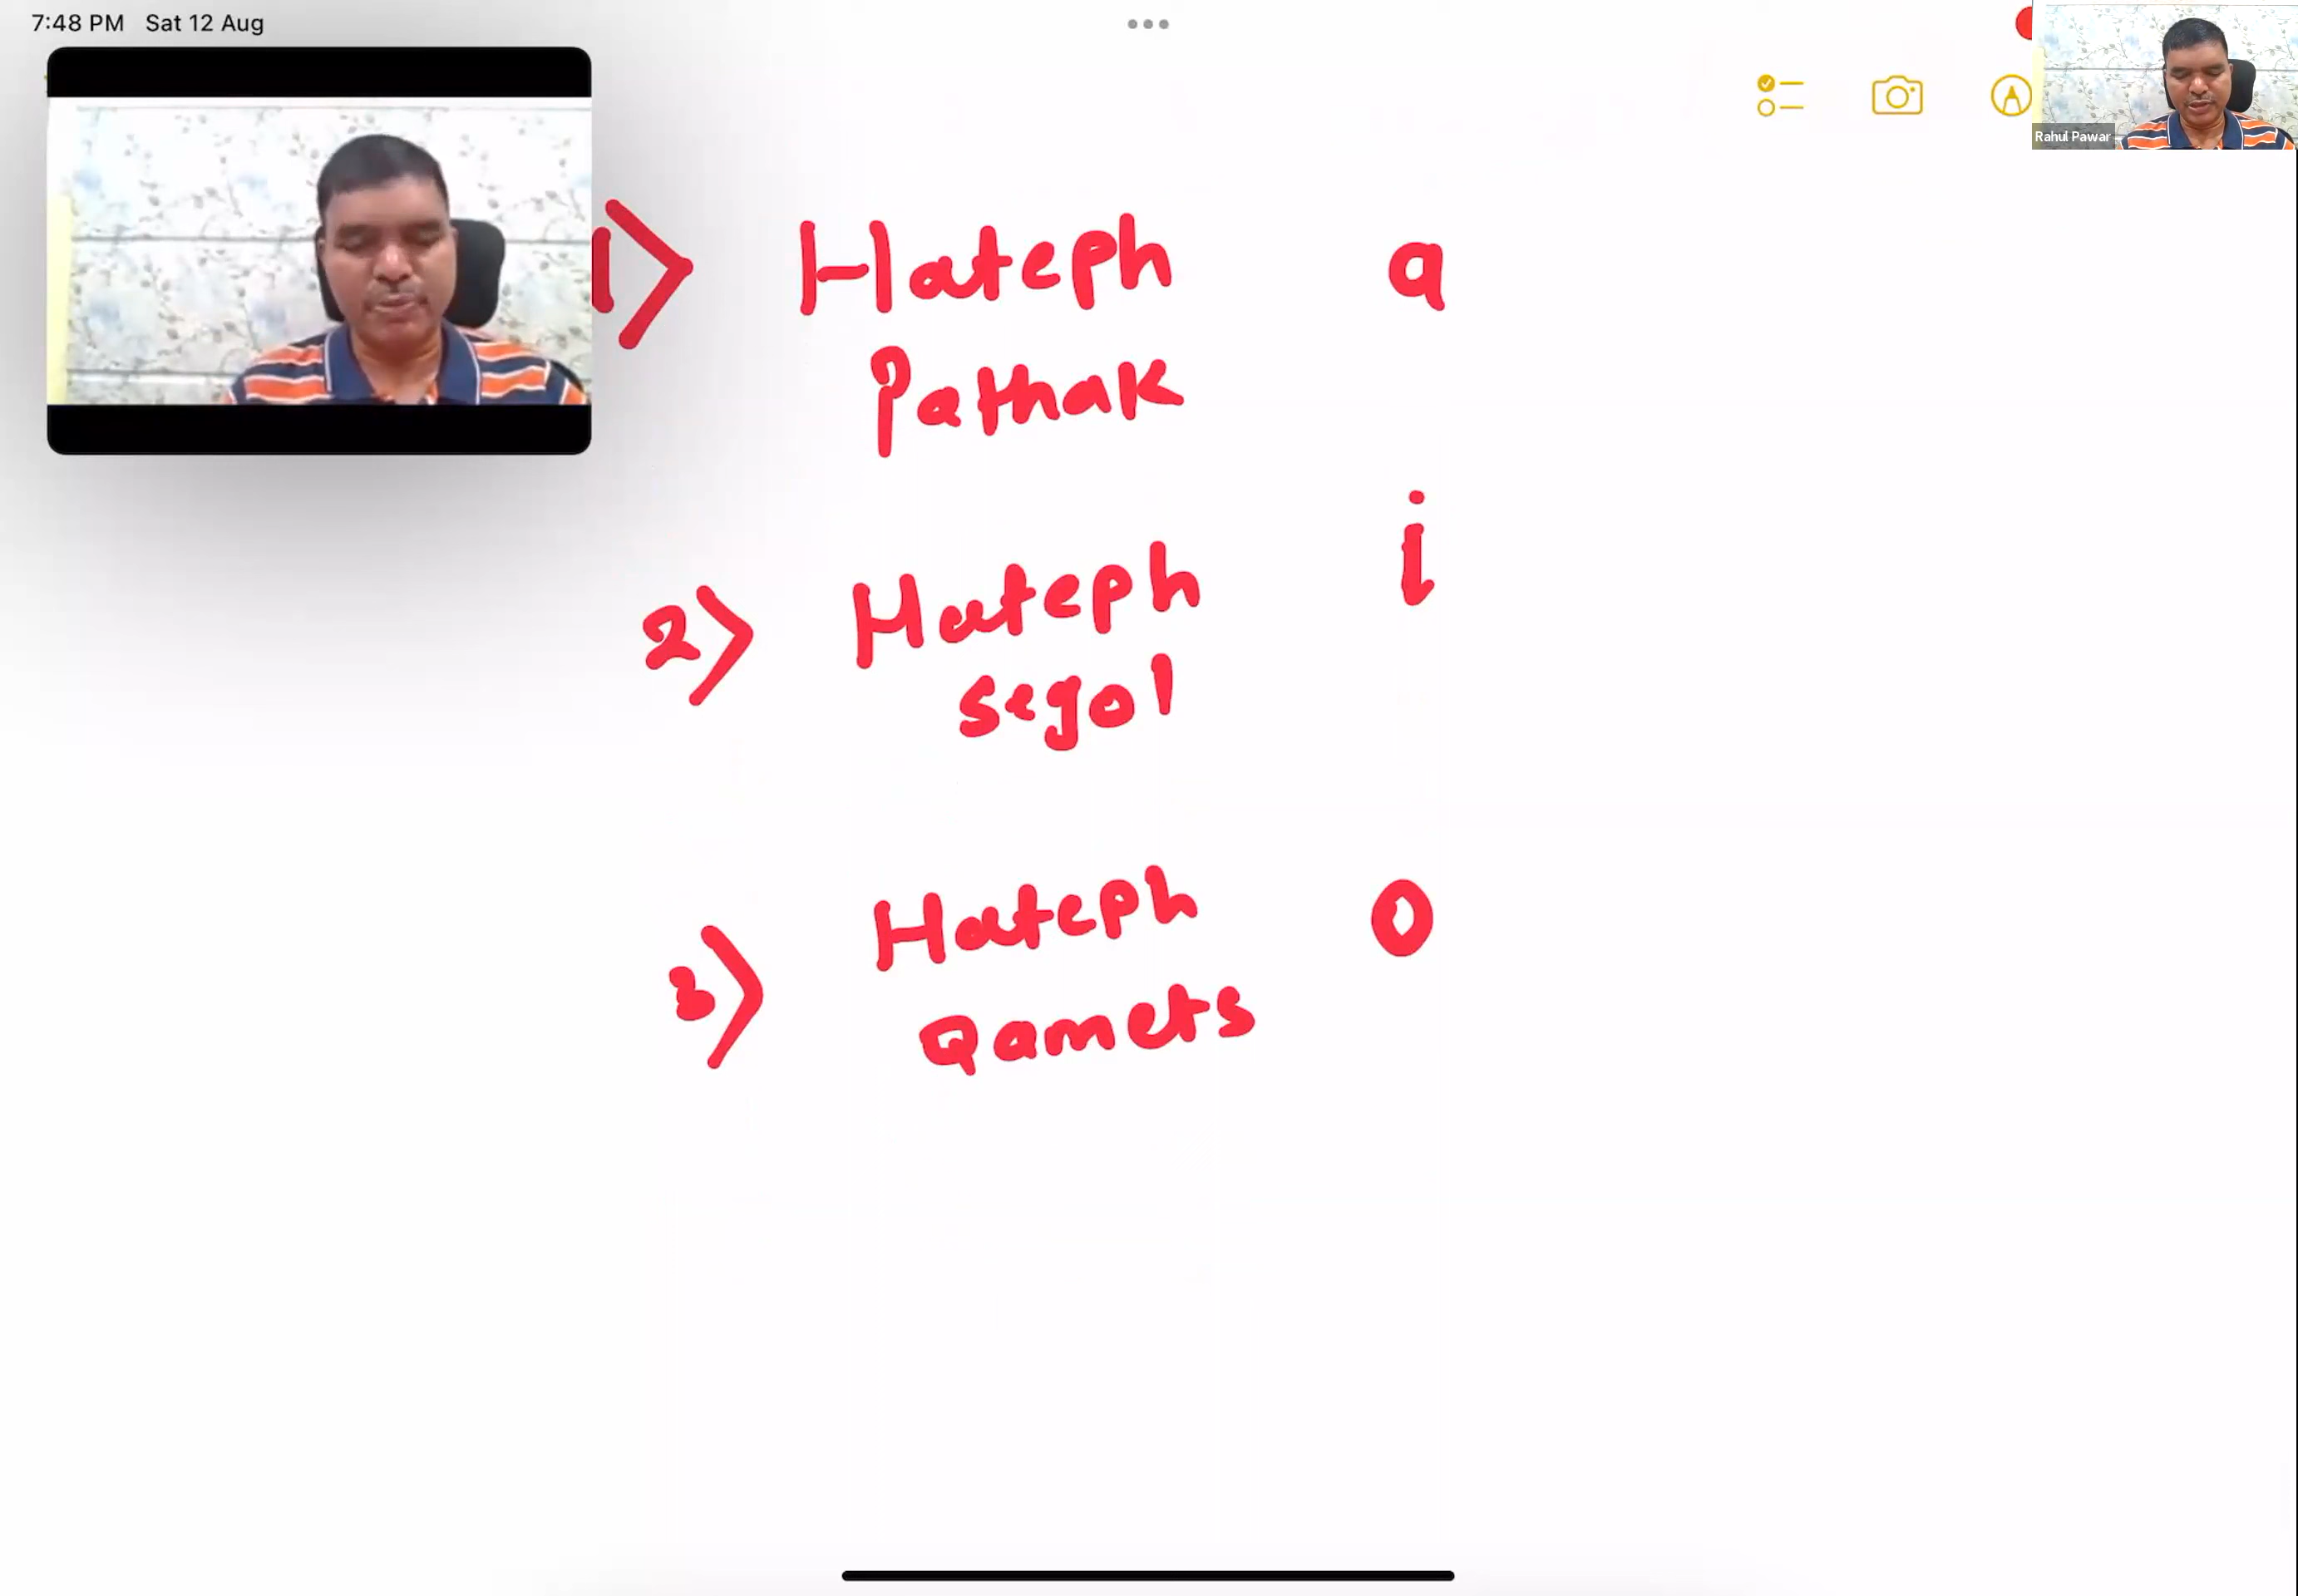 7:48 PM Sat 12 Aug
Rahul Pawar
1> Hateph a
Pathak
i
2> Hateph
segol
3> Hateph o
Qamets